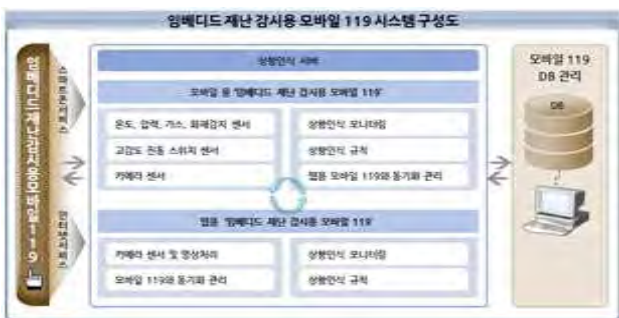 임베디드 재난 감시용 모바일 119 시스템 구성도
임베디드 재난감시용모바일119
스마트폰서비스
인터넷서비스
상황인식 서버
모바일 용 '임베디드 재난 감시용 모바일 119'
온도, 압력, 가스, 화재감지 센서
상황인식 모니터링
고감도 진동 스위치 센서
상황인식 규칙
카메라 센서
웹용 모바일 119와 동기화 관리
웹용 '임베디드 재난 감시용 모바일 119'
카메라 센서 및 영상처리
상황인식 모니터링
모바일 119와 동기화 관리
상황인식 규칙
모바일 119
DB 관리
DB